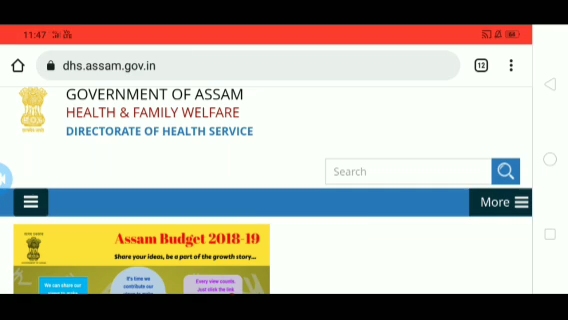 11:47
dhs.assam.gov.in
12
GOVERNMENT OF ASSAM
HEALTH & FAMILY WELFARE
DIRECTORATE OF HEALTH SERVICE
Search
More
Assam Budget 2018-19
Share your ideas, be a part of the growth story...
We can share our
It's time we
contribute our
Every view counts.
Just click the link